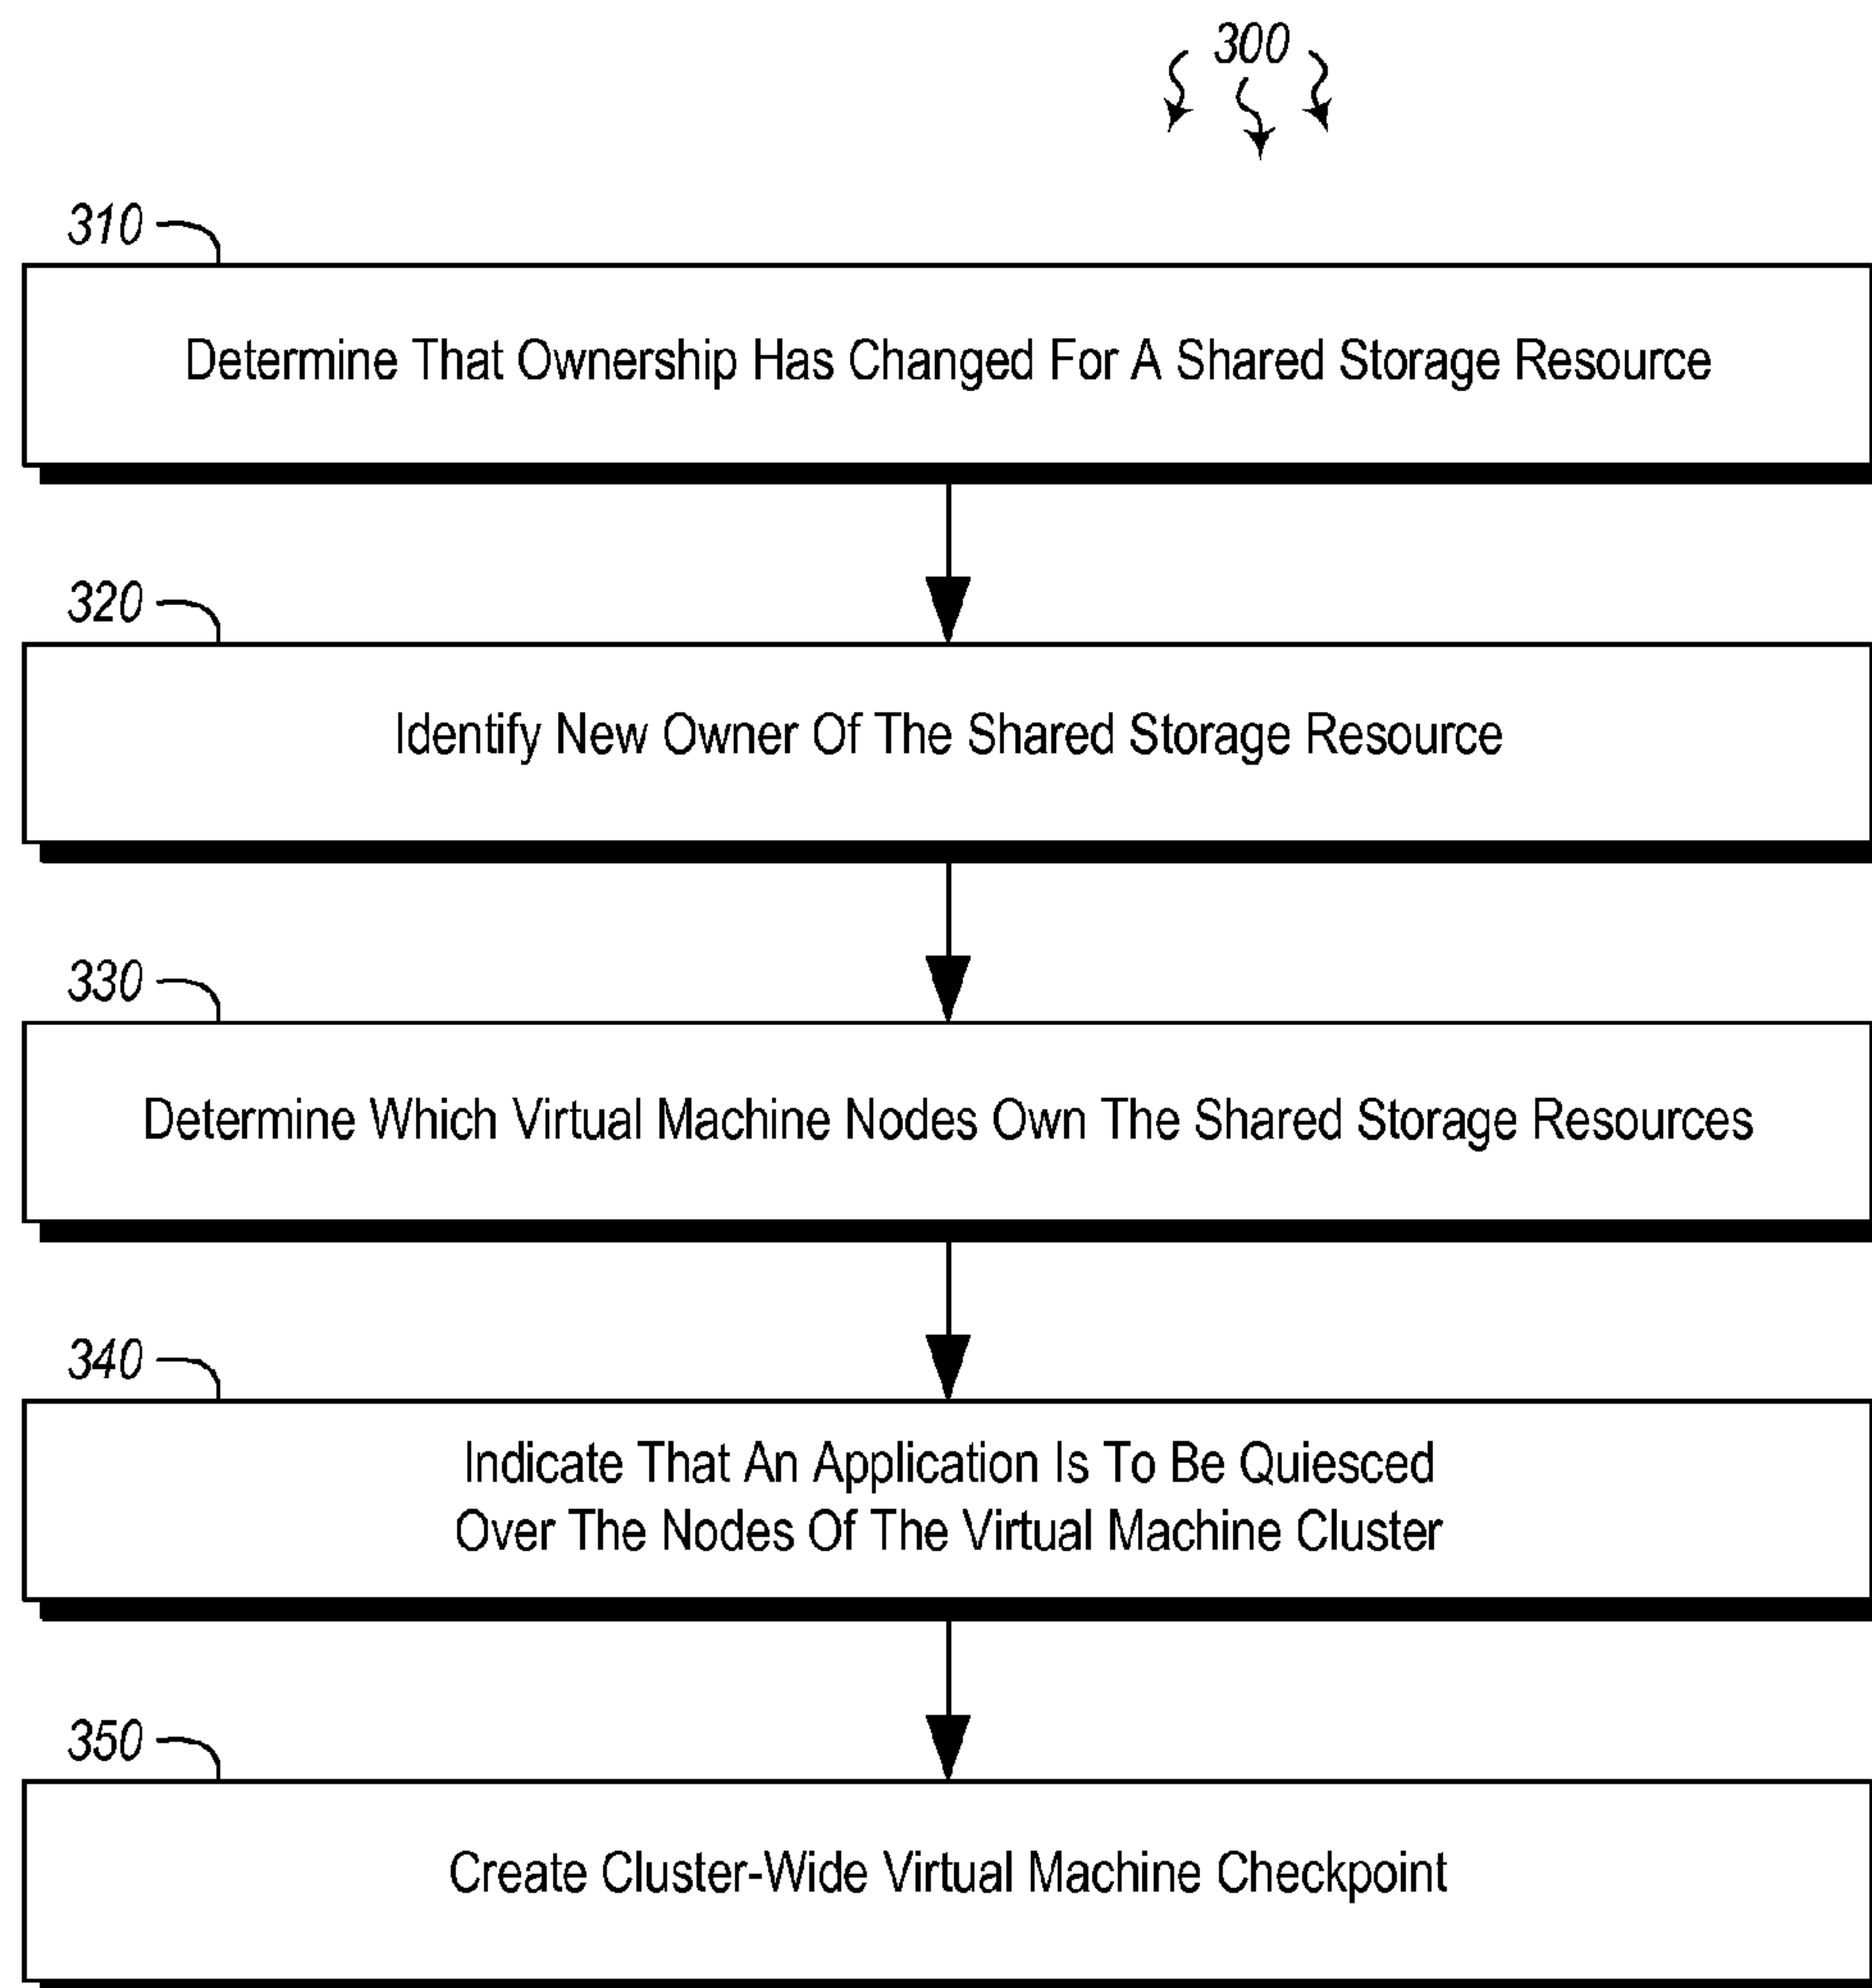 300
310
Determine That Ownership Has Changed For A Shared Storage Resource
320
Identify New Owner Of The Shared Storage Resource
330
Determine Which Virtual Machine Nodes Own The Shared Storage Resources
340
Indicate That An Application Is To Be Quiesced
Over The Nodes Of The Virtual Machine Cluster
350
Create Cluster-Wide Virtual Machine Checkpoint